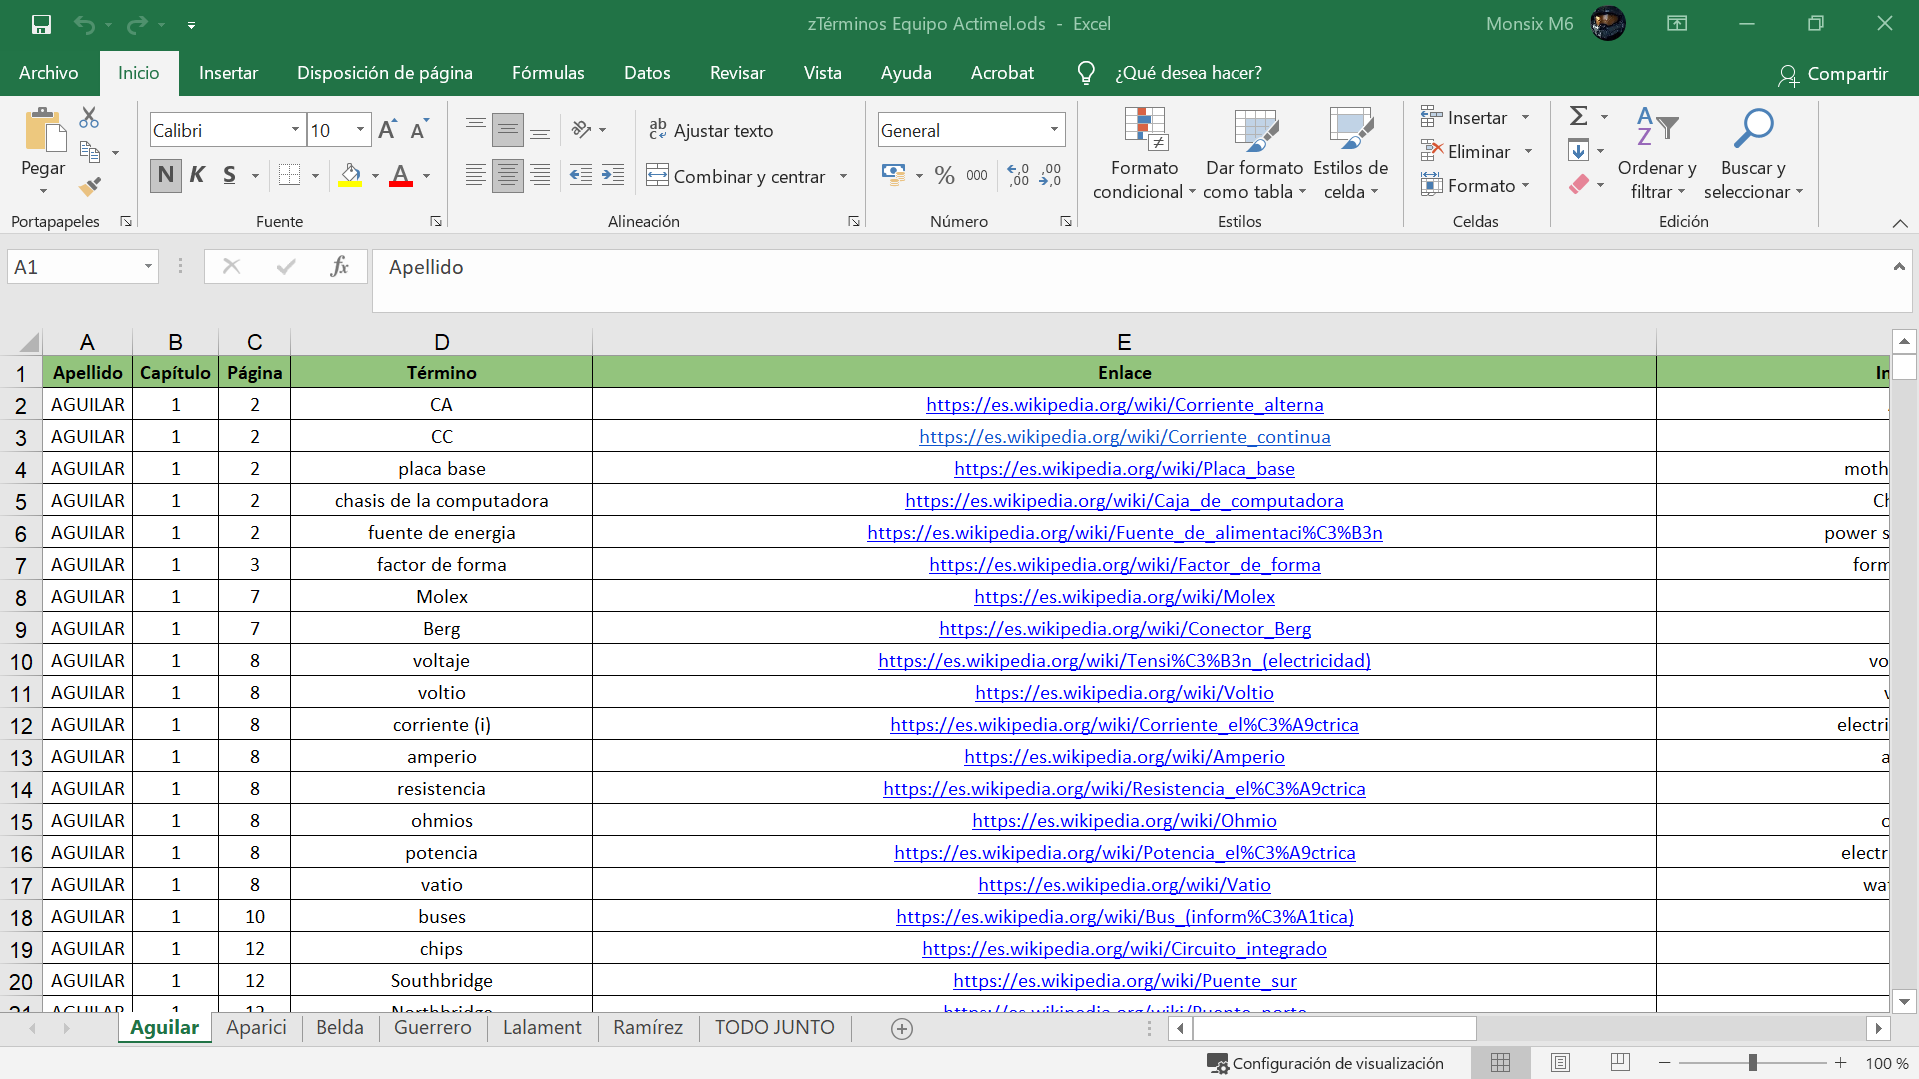 zTérminos Equipo Actimel.ods - Excel
Monsix M6
Archivo Inicio Insertar Disposición de página Fórmulas Datos Revisar Vista Ayuda Acrobat ¿Qué desea hacer? Compartir
Pegar
Portapapeles
Calibri 10
N K S
Fuente
Ajustar texto
Combinar y centrar
Alineación
General
% 000
Número
Formato condicional
Dar formato como tabla
Estilos de celda
Estilos
Insertar
Eliminar
Formato
Celdas
Ordenar y filtrar
Buscar y seleccionar
Edición
A1 fx Apellido
A B C D E
1 Apellido Capítulo Página Término Enlace In
2 AGUILAR 1 2 CA https://es.wikipedia.org/wiki/Corriente_alterna
3 AGUILAR 1 2 CC https://es.wikipedia.org/wiki/Corriente_continua
4 AGUILAR 1 2 placa base https://es.wikipedia.org/wiki/Placa_base moth
5 AGUILAR 1 2 chasis de la computadora https://es.wikipedia.org/wiki/Caja_de_computadora Ch
6 AGUILAR 1 2 fuente de energia https://es.wikipedia.org/wiki/Fuente_de_alimentaci%C3%B3n power s
7 AGUILAR 1 3 factor de forma https://es.wikipedia.org/wiki/Factor_de_forma form
8 AGUILAR 1 7 Molex https://es.wikipedia.org/wiki/Molex
9 AGUILAR 1 7 Berg https://es.wikipedia.org/wiki/Conector_Berg
10 AGUILAR 1 8 voltaje https://es.wikipedia.org/wiki/Tensi%C3%B3n_(electricidad) vo
11 AGUILAR 1 8 voltio https://es.wikipedia.org/wiki/Voltio
12 AGUILAR 1 8 corriente (i) https://es.wikipedia.org/wiki/Corriente_el%C3%A9ctrica electri
13 AGUILAR 1 8 amperio https://es.wikipedia.org/wiki/Amperio a
14 AGUILAR 1 8 resistencia https://es.wikipedia.org/wiki/Resistencia_el%C3%A9ctrica
15 AGUILAR 1 8 ohmios https://es.wikipedia.org/wiki/Ohmio
16 AGUILAR 1 8 potencia https://es.wikipedia.org/wiki/Potencia_el%C3%A9ctrica electr
17 AGUILAR 1 8 vatio https://es.wikipedia.org/wiki/Vatio wa
18 AGUILAR 1 10 buses https://es.wikipedia.org/wiki/Bus_(inform%C3%A1tica)
19 AGUILAR 1 12 chips https://es.wikipedia.org/wiki/Circuito_integrado
20 AGUILAR 1 12 Southbridge https://es.wikipedia.org/wiki/Puente_sur
21 AGUILAR 1 12 Northbridge https://es.wikipedia.org/wiki/Puente_norte
Aguilar Aparici Belda Guerrero Lalament Ramírez TODO JUNTO
Configuración de visualización 100 %